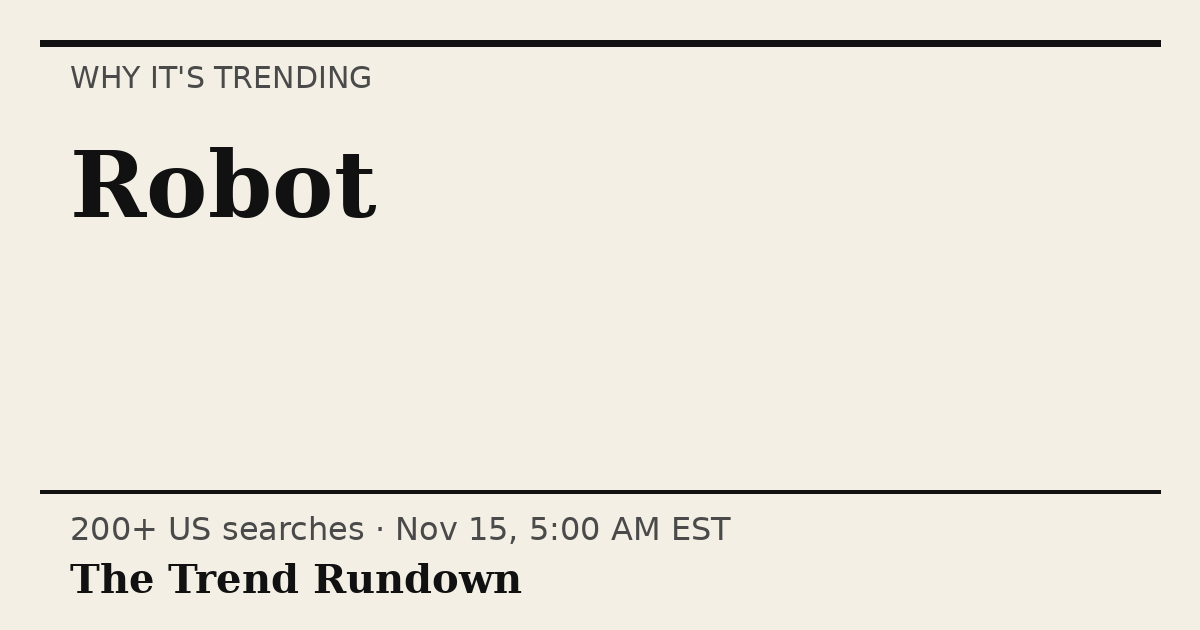 WHY IT'S TRENDING
Robot
200+ US searches · Nov 15, 5:00 AM EST
The Trend Rundown